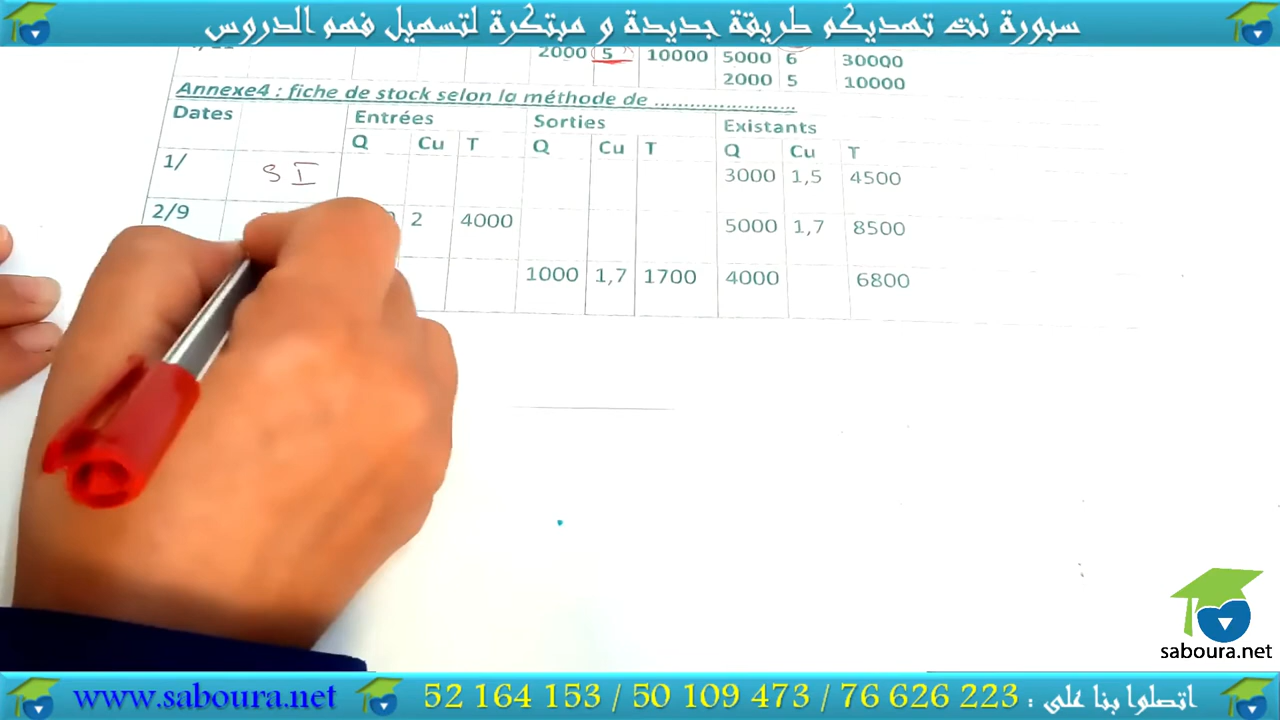 سبورة نت تهديكم طريقة جديدة و مبتكرة لتسهيل فهم الدروس
2000 5 10000 5000 6 30000
2000 5 10000
Annexe4 : fiche de stock selon la méthode de ..........................
Dates Entrées Sorties Existants
Q Cu T Q Cu T Q Cu T
1/ SI 3000 1,5 4500
2/9 2 4000 5000 1,7 8500
1000 1,7 1700 4000 6800
saboura.net
www.saboura.net 52 164 153 / 50 109 473 / 76 626 223 : اتصلوا بنا على